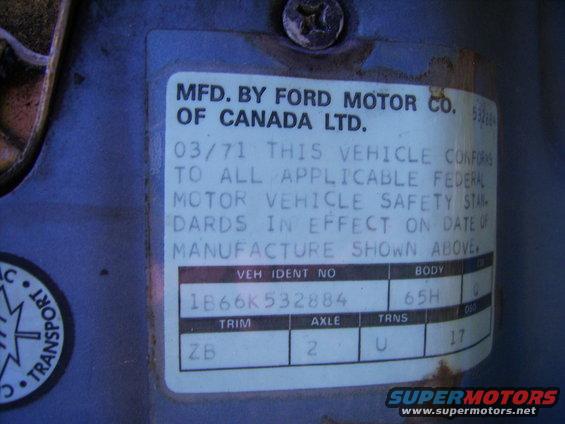 MFD. BY FORD MOTOR CO.
OF CANADA LTD.
532884
03/71 THIS VEHICLE CONFORMS
TO ALL APPLICABLE FEDERAL
MOTOR VEHICLE SAFETY STAN-
DARDS IN EFFECT ON DATE OF
MANUFACTURE SHOWN ABOVE.
VEH IDENT NO BODY
1B66K532884 65H
TRIM AXLE TRNS DSO
ZB 2 U 17
TRANSPORT
SUPERMOTORS
www.supermotors.net